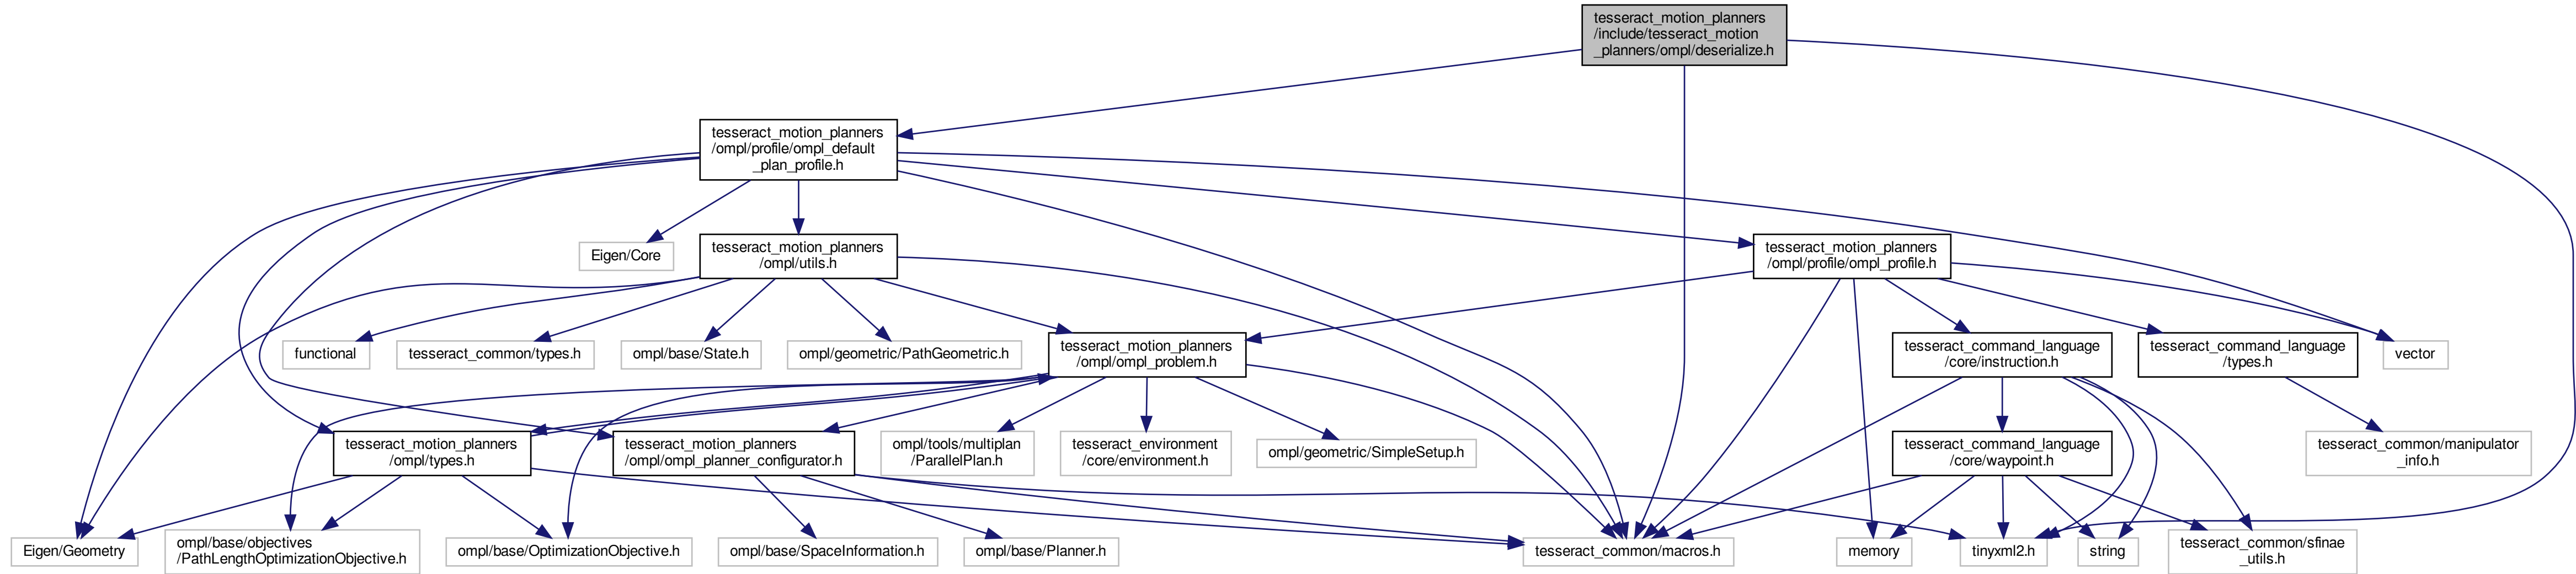 tesseract_motion_planners
/include/tesseract_motion
_planners/ompl/deserialize.h
tesseract_motion_planners
/ompl/profile/ompl_default
_plan_profile.h
Eigen/Core
tesseract_motion_planners
/ompl/utils.h
tesseract_motion_planners
/ompl/profile/ompl_profile.h
functional
tesseract_common/types.h
ompl/base/State.h
ompl/geometric/PathGeometric.h
tesseract_motion_planners
/ompl/ompl_problem.h
tesseract_command_language
/core/instruction.h
tesseract_command_language
/types.h
vector
tesseract_motion_planners
/ompl/types.h
tesseract_motion_planners
/ompl/ompl_planner_configurator.h
ompl/tools/multiplan
/ParallelPlan.h
tesseract_environment
/core/environment.h
ompl/geometric/SimpleSetup.h
tesseract_command_language
/core/waypoint.h
tesseract_common/manipulator
_info.h
Eigen/Geometry
ompl/base/objectives
/PathLengthOptimizationObjective.h
ompl/base/OptimizationObjective.h
ompl/base/SpaceInformation.h
ompl/base/Planner.h
tesseract_common/macros.h
memory
tinyxml2.h
string
tesseract_common/sfinae
_utils.h